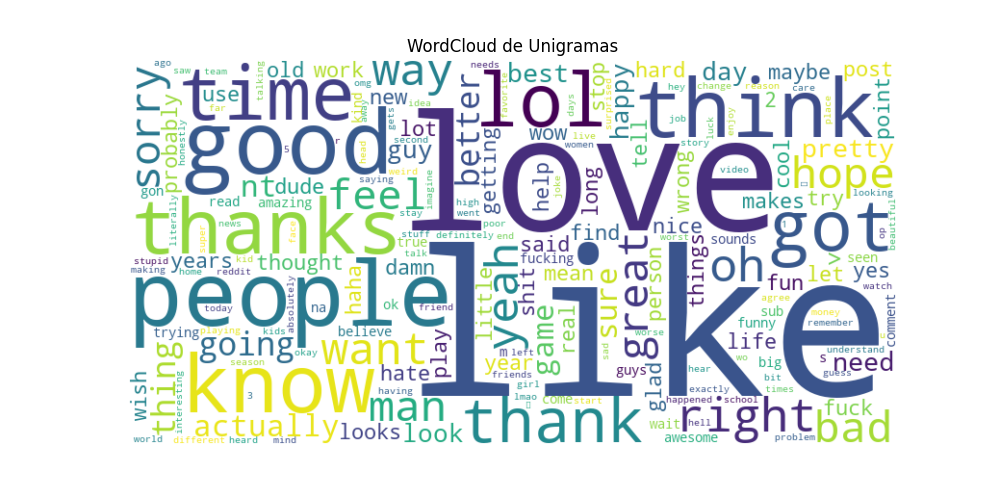 WordCloud de Unigramas
ago
saw
team
talking
old
work
omg
way
needs
lol
best
stop
happy
hard
day
maybe
post
sorry
time
use
far
kind
away
new
idea
better
favorite
days
surprised
think
hey
change
reason
care
2
job
luck
enjoy
place
point
probably
honestly
good
5
r
gets
lot
second
love
wow
live
women
tell
story
cool
pretty
gon
nt
dude
head
guy
weird
getting
help
joke
long
wrong
video
hope
looking
read
amazing
feel
saying
imagine
makes
try
op
beautiful
literally
thanks
news
super
face
stay
high
went
poor
nice
got
stuff
definitely
end
said
find
true
talk
fucking
great
worst
sounds
oh
v
seen
stupid
years
kid
thought
damn
yeah
mean
shit
sure
person
things
let
yes
making
home
reddit
haha
ok
little
fun
watch
people
today
absolutely
na
friend
like
game
real
agree
money
sub
remember
comment
trying
playing
kids
believe
play
m
left
sad
worse
wo
funny
life
c
thing
going
okay
want
year
guys
hear
big
s
understand
need
season
hate
friends
glad
exactly
bit
times
guess
wish
interesting
know
3
having
girl
come
start
happened
school
man
lmao
thank
wait
hell
right
fuck
bad
actually
looks
look
awesome
problem
world
different
heard
mind